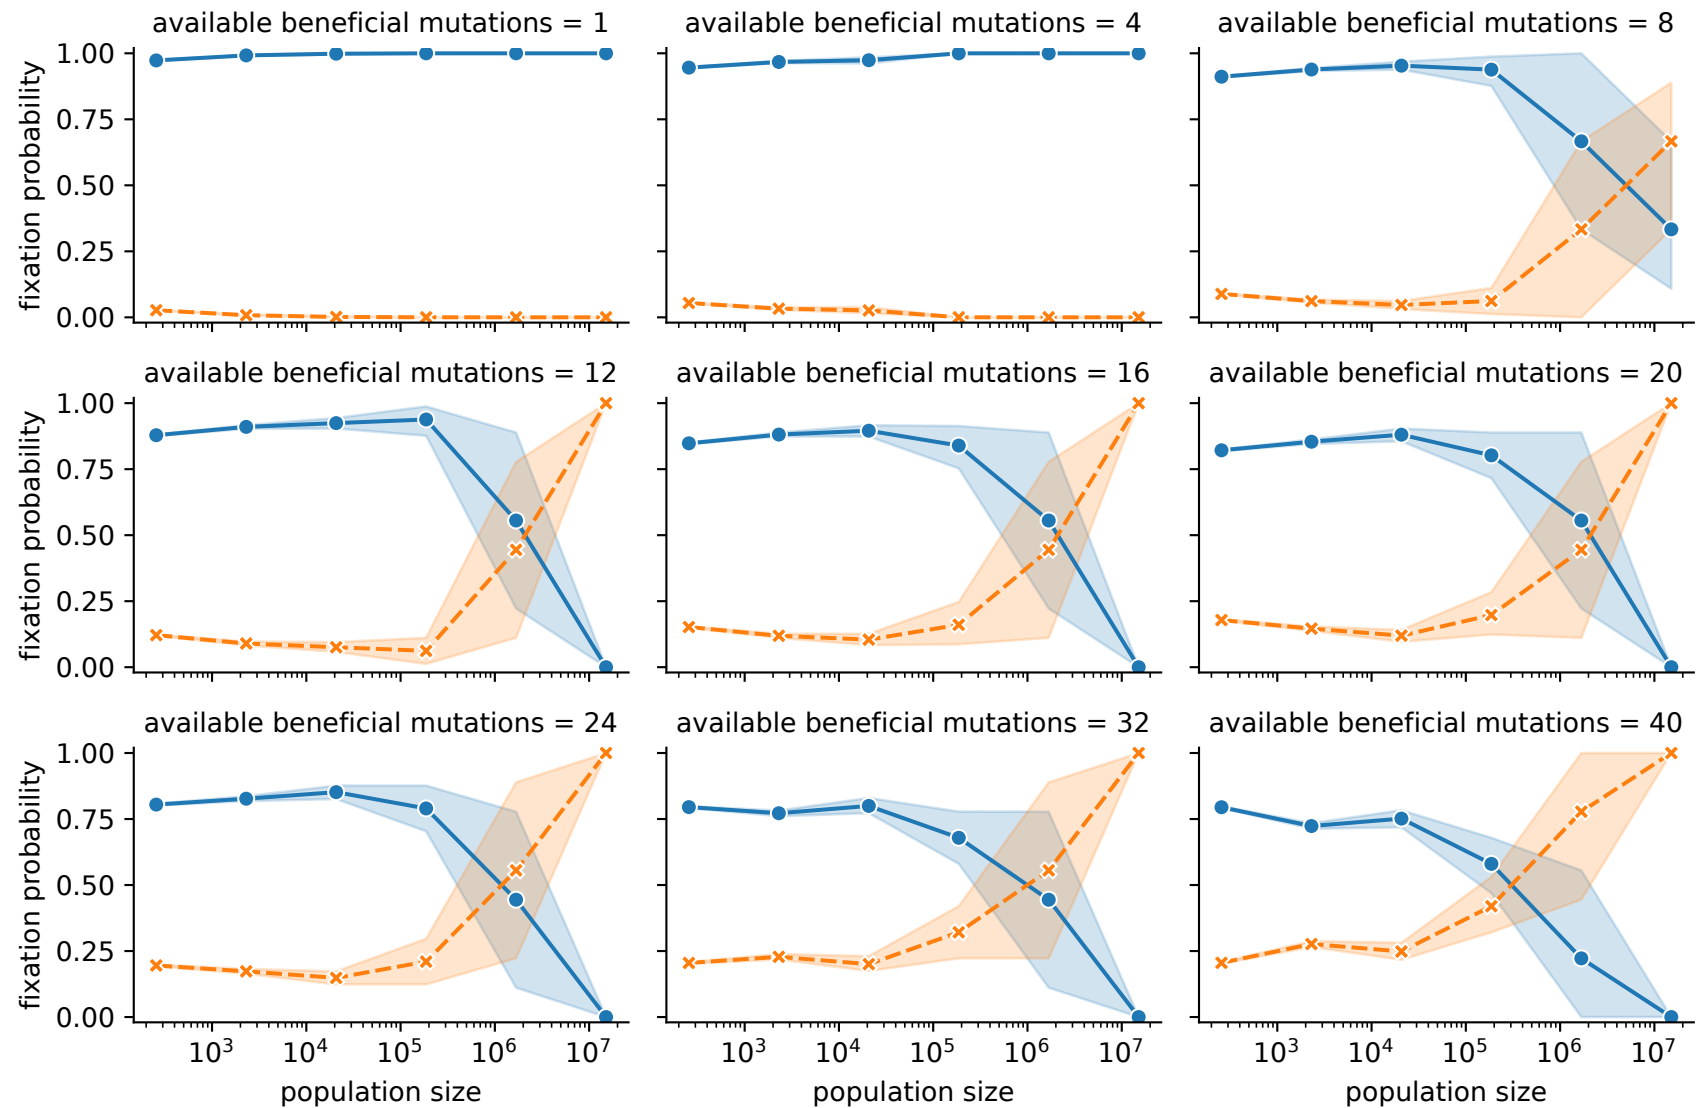 available beneficial mutations = 1
available beneficial mutations = 4
available beneficial mutations = 8
fixation probability
1.00
0.75
0.50
0.25
0.00
available beneficial mutations = 12
available beneficial mutations = 16
available beneficial mutations = 20
fixation probability
1.00
0.75
0.50
0.25
0.00
available beneficial mutations = 24
available beneficial mutations = 32
available beneficial mutations = 40
fixation probability
1.00
0.75
0.50
0.25
0.00
10³ 10⁴ 10⁵ 10⁶ 10⁷
10³ 10⁴ 10⁵ 10⁶ 10⁷
10³ 10⁴ 10⁵ 10⁶ 10⁷
population size
population size
population size